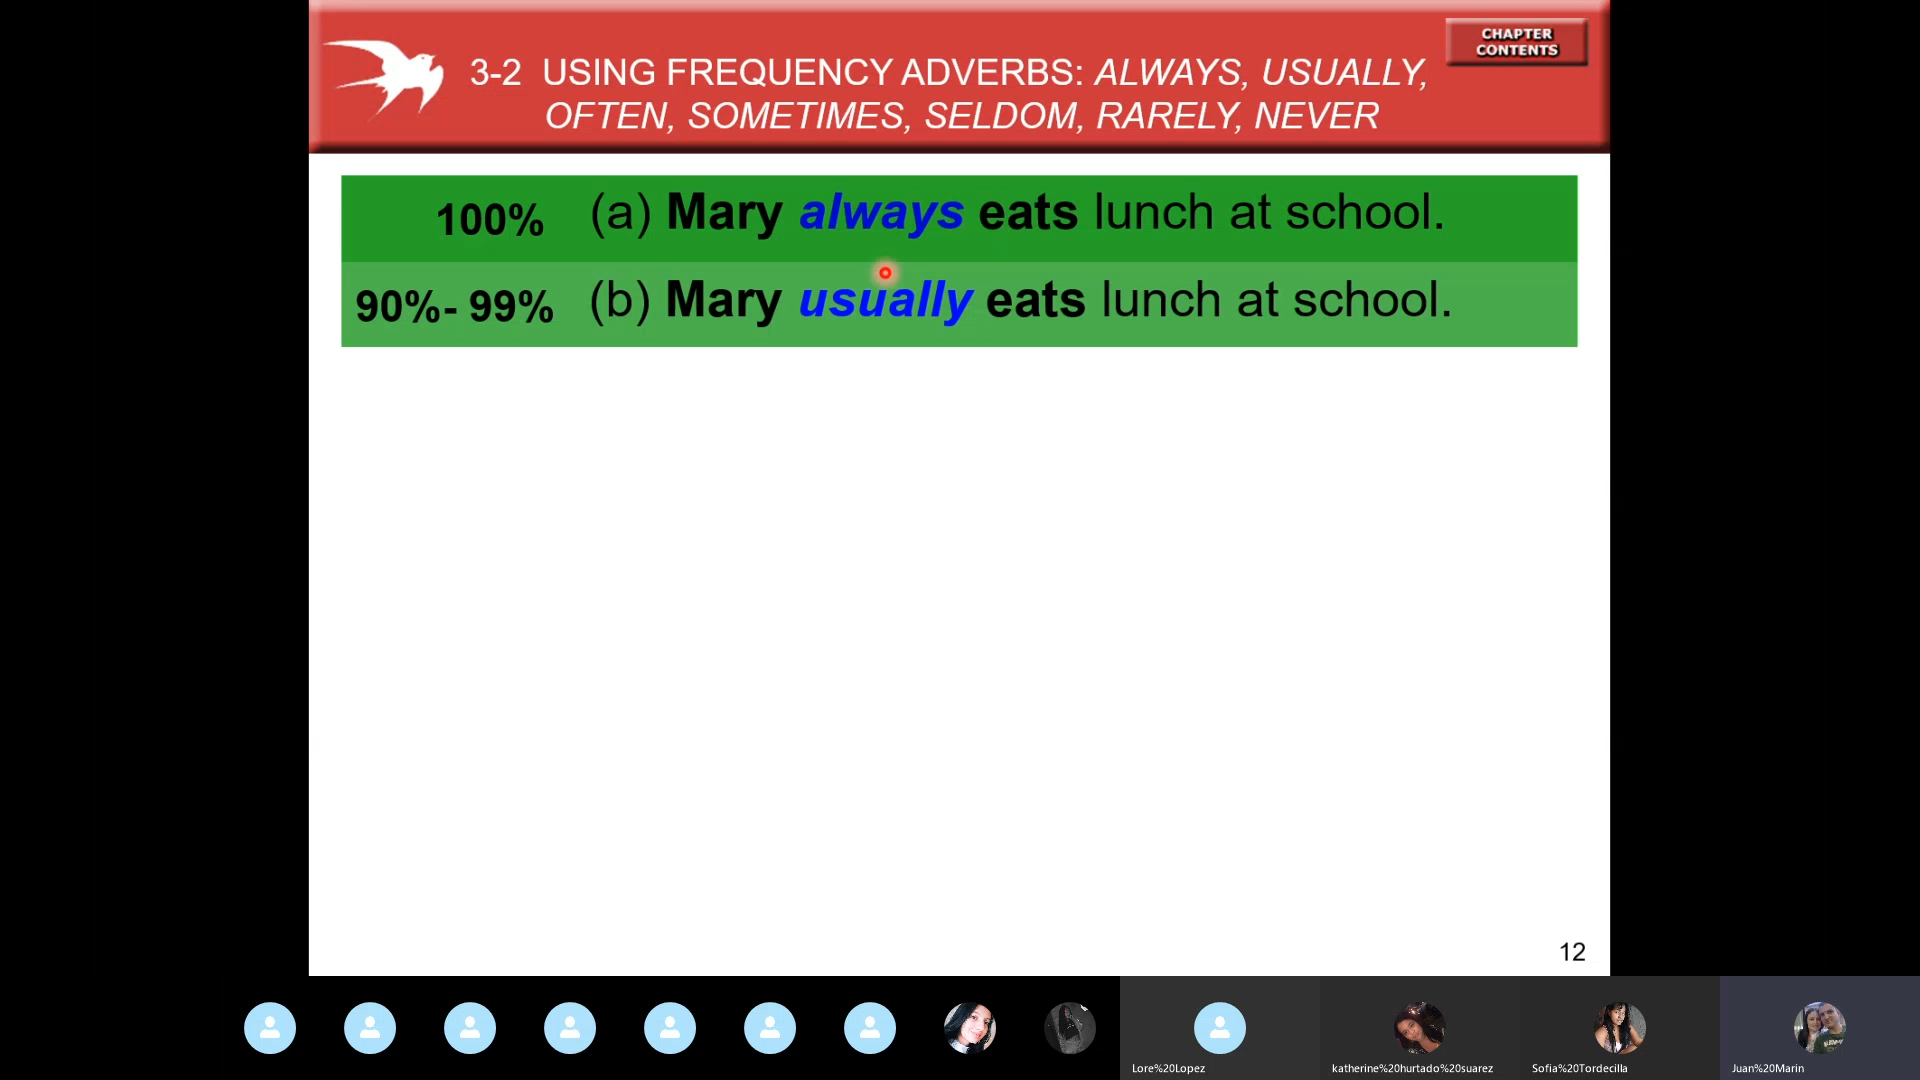 CHAPTER
CONTENTS
3-2 USING FREQUENCY ADVERBS: ALWAYS, USUALLY,
OFTEN, SOMETIMES, SELDOM, RARELY, NEVER
100% (a) Mary always eats lunch at school.
90%- 99% (b) Mary usually eats lunch at school.
12
Lore%20Lopez
katherine%20hurtado%20suarez
Sofia%20Tordecilla
Juan%20Marin